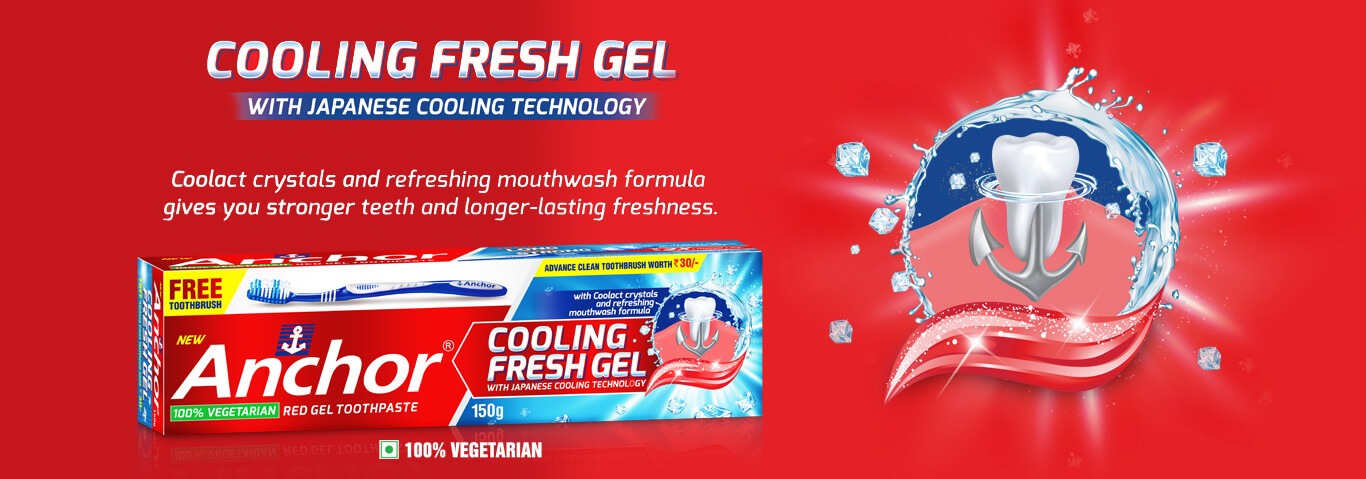 COOLING FRESH GEL
WITH JAPANESE COOLING TECHNOLOGY
Coolact crystals and refreshing mouthwash formula
gives you stronger teeth and longer-lasting freshness.
FREE
TOOTHBRUSH
Anchor
ADVANCE CLEAN TOOTHBRUSH WORTH ₹30/-
with Coolact crystals
and refreshing
mouthwash formula
NEW
Anchor®
100% VEGETARIAN RED GEL TOOTHPASTE
COOLING
FRESH GEL
WITH JAPANESE COOLING TECHNOLOGY
150g
100% VEGETARIAN